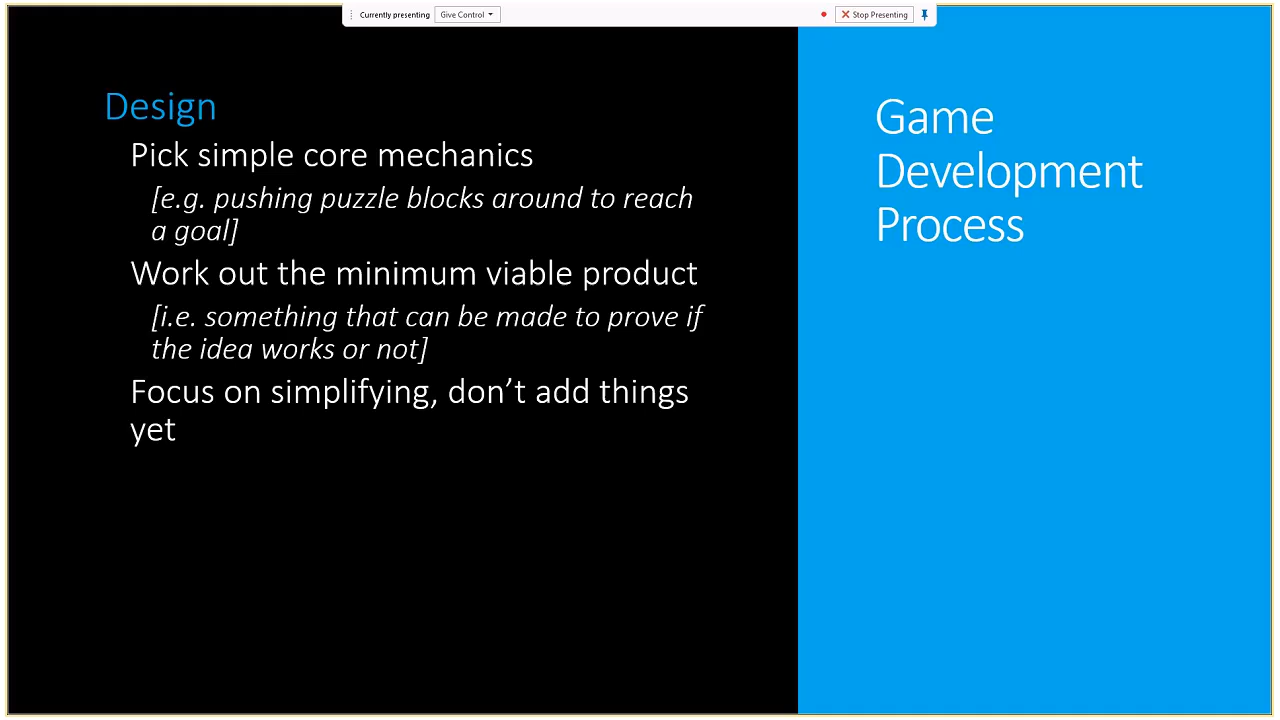 Currently presenting Give Control Stop Presenting
Design
Pick simple core mechanics
[e.g. pushing puzzle blocks around to reach
a goal]
Work out the minimum viable product
[i.e. something that can be made to prove if
the idea works or not]
Focus on simplifying, don’t add things
yet
Game
Development
Process